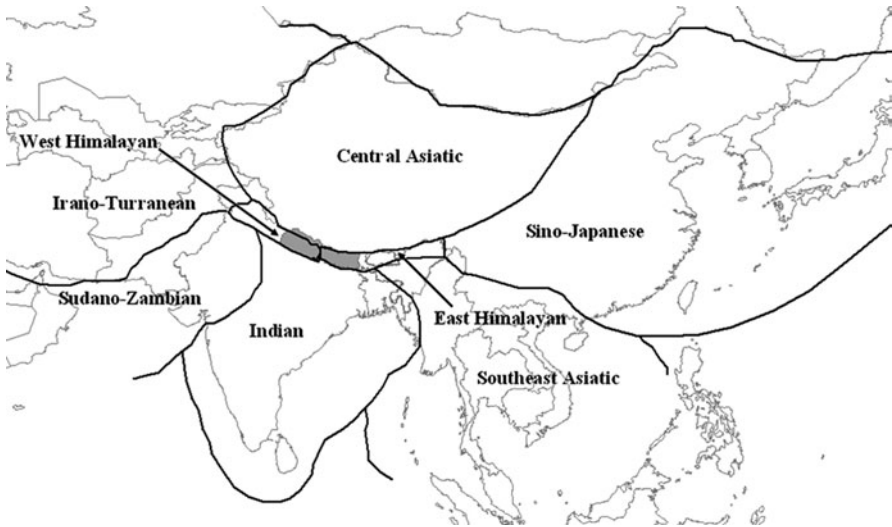 West Himalayan
Central Asiatic
Irano-Turranean
Sino-Japanese
Sudano-Zambian
East Himalayan
Indian
Southeast Asiatic